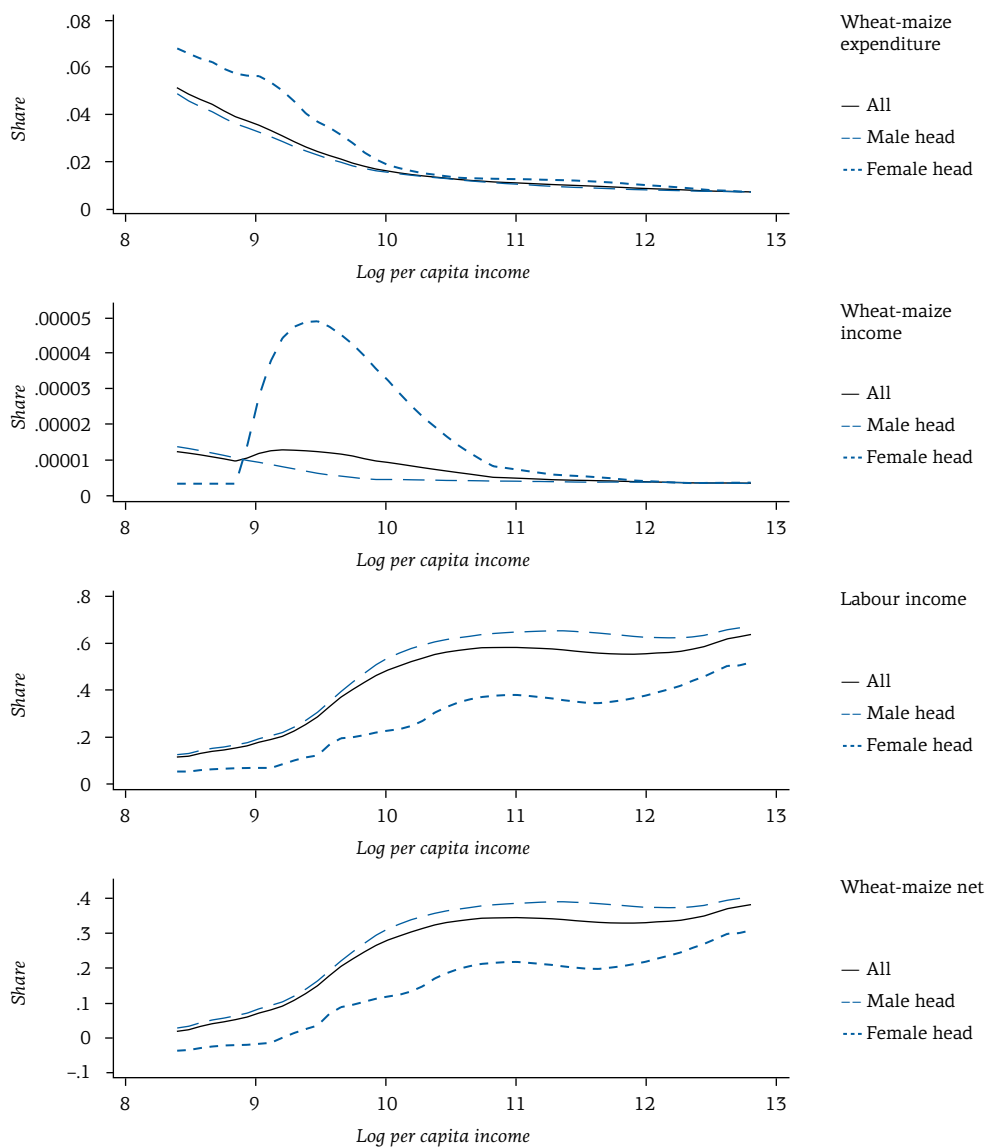 Wheat-maize
expenditure
.08
.06
.04
.02
0
Share
8 9 10 11 12 13
Log per capita income
— All
–– Male head
--- Female head
Wheat-maize
income
.00005
.00004
.00003
.00002
.00001
0
Share
8 9 10 11 12 13
Log per capita income
— All
–– Male head
--- Female head
Labour income
.8
.6
.4
.2
0
Share
8 9 10 11 12 13
Log per capita income
— All
–– Male head
--- Female head
Wheat-maize net
.4
.3
.2
.1
0
–.1
Share
8 9 10 11 12 13
Log per capita income
— All
–– Male head
--- Female head